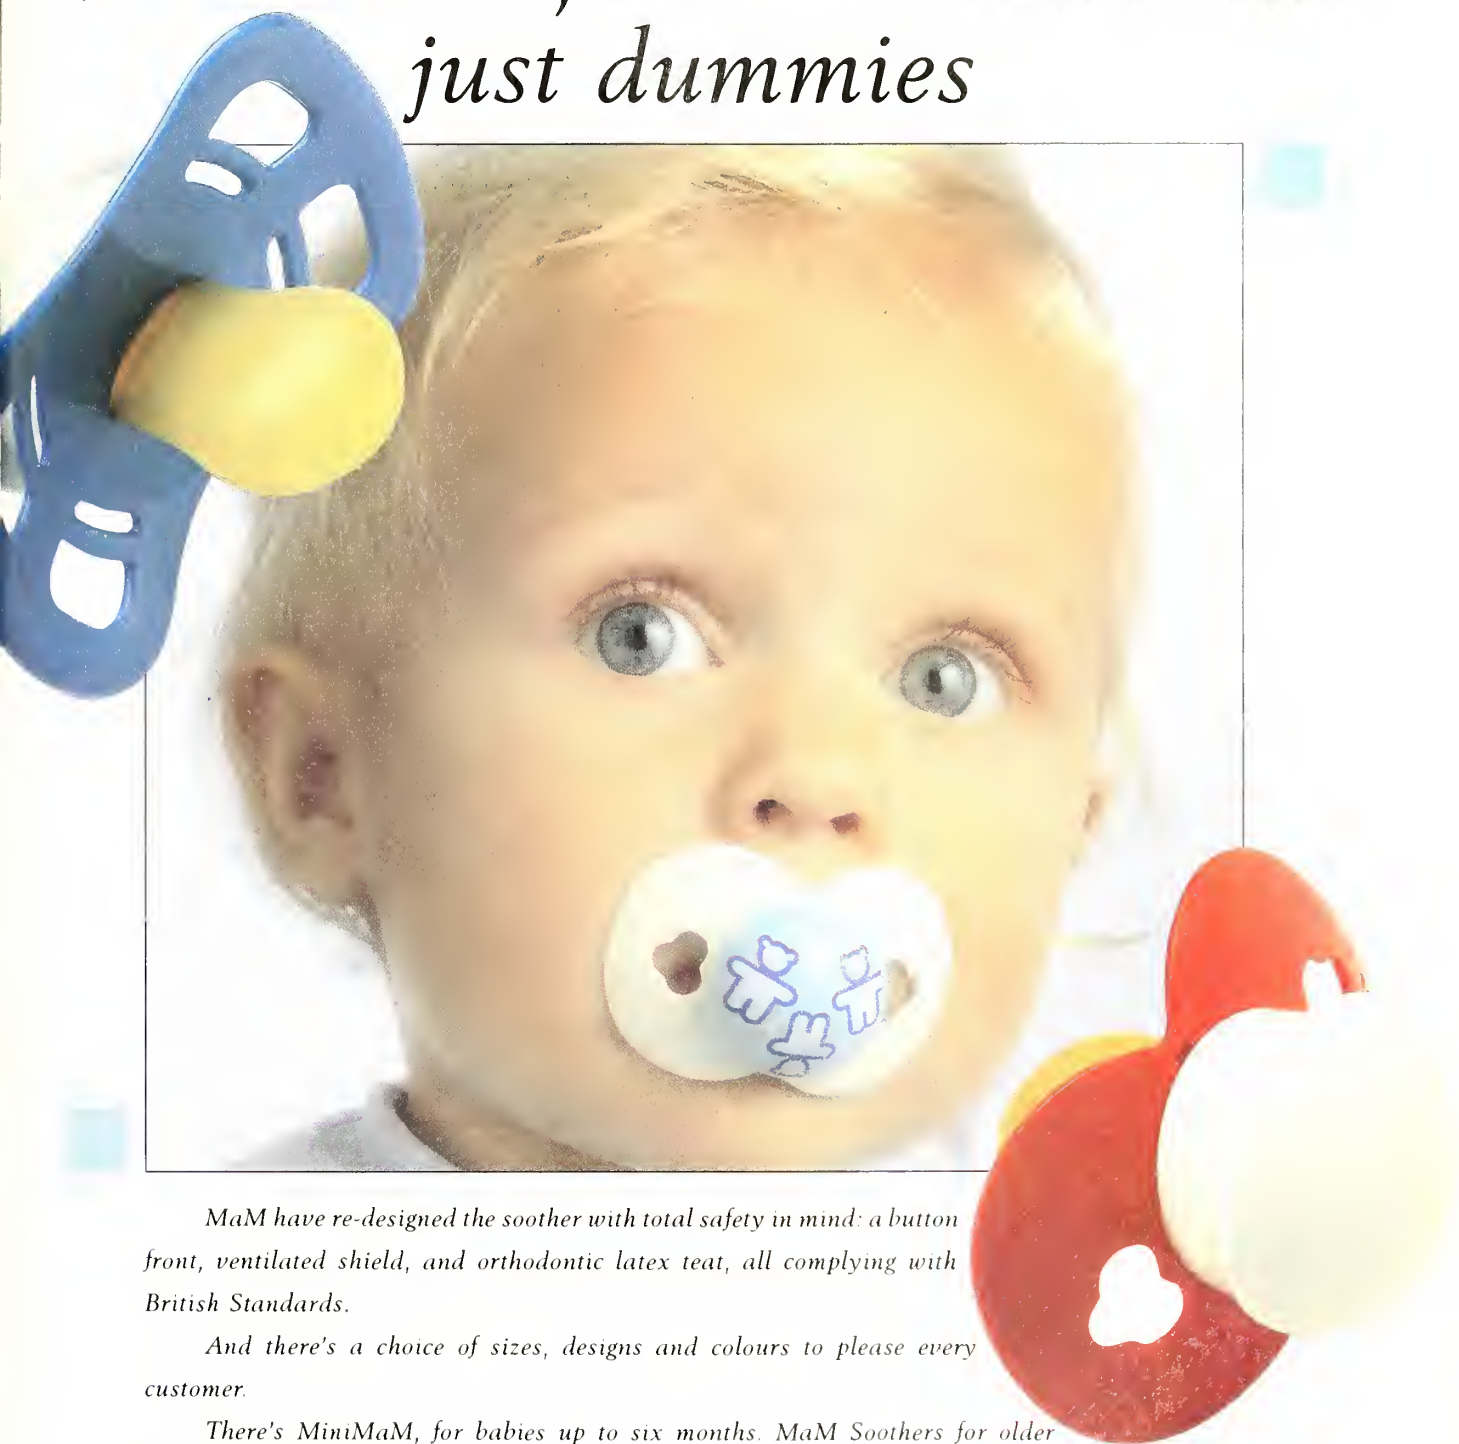 just dummies
MaM have re-designed the soother with total safety in mind: a button
front, ventilated shield, and orthodontic latex teat, all complying with
British Standards.
And there's a choice of sizes, designs and colours to please every
customer.
There's MiniMaM, for babies up to six months. MaM Soothers for older